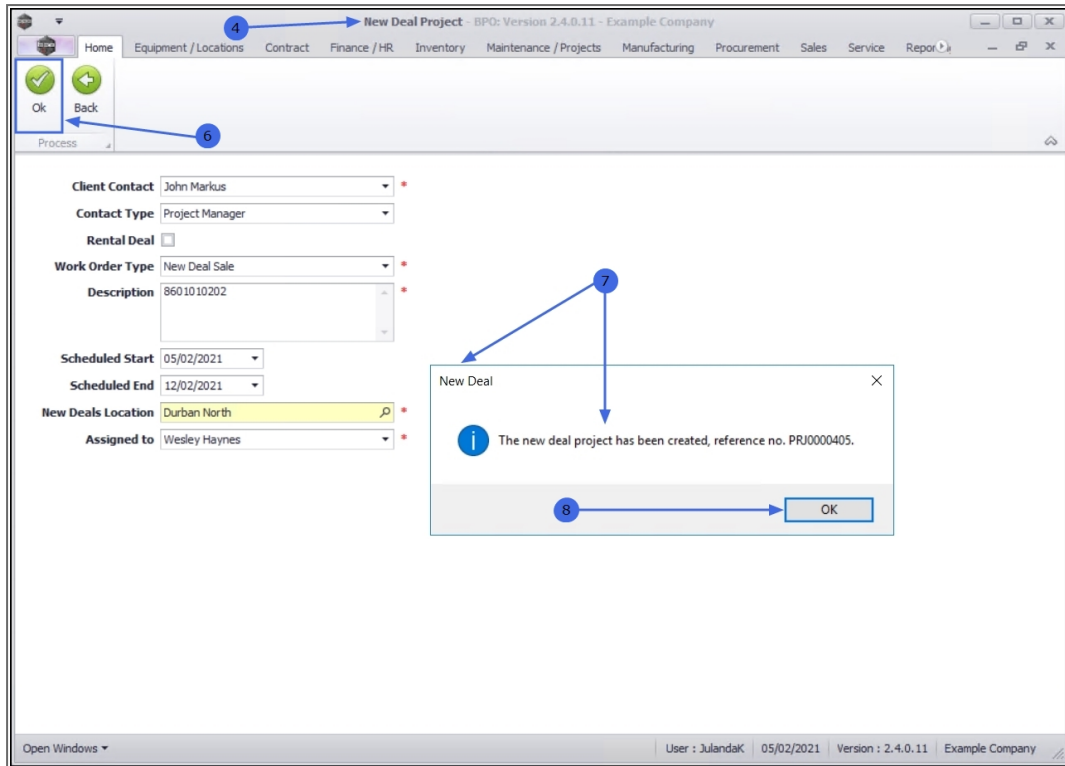 4
New Deal Project - BPO: Version 2.4.0.11 - Example Company
Home Equipment / Locations Contract Finance / HR Inventory Maintenance / Projects Manufacturing Procurement Sales Service Repor
Ok Back
6
Process
Client Contact John Markus *
Contact Type Project Manager
Rental Deal
Work Order Type New Deal Sale *
Description 8601010202 *
7
Scheduled Start 05/02/2021
Scheduled End 12/02/2021
New Deals Location Durban North *
Assigned to Wesley Haynes *
New Deal
The new deal project has been created, reference no. PRJ0000405.
8
OK
Open Windows User : JulandaK 05/02/2021 Version : 2.4.0.11 Example Company